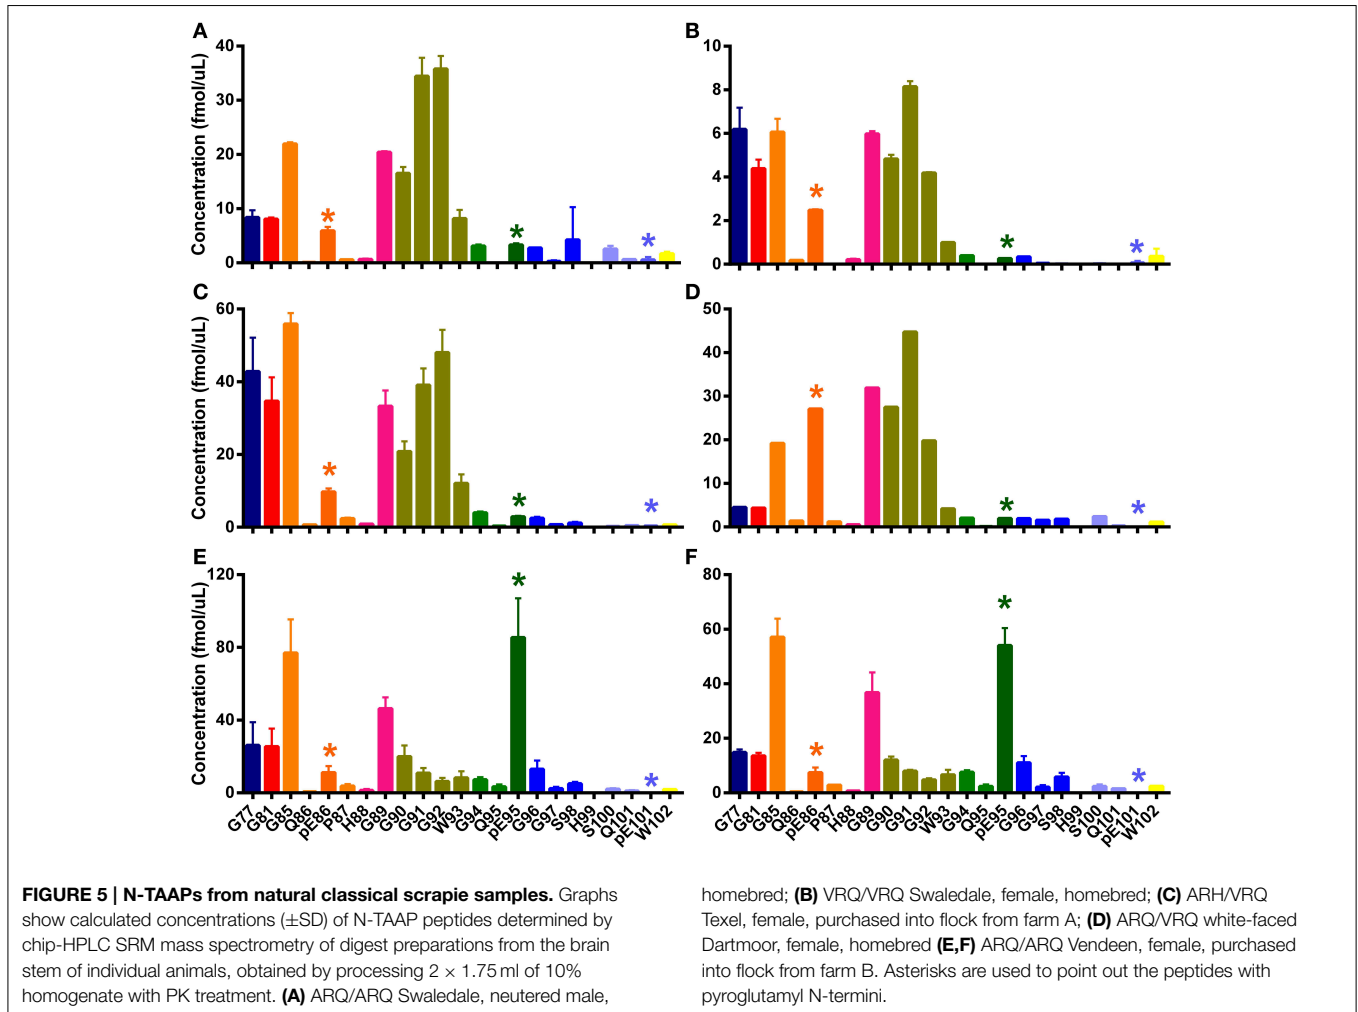 A
B
40
30
20
10
0
Concentration (fmol/uL)
10
8
6
4
2
0
C
D
60
40
20
0
Concentration (fmol/uL)
50
40
30
20
10
0
E
F
120
80
40
0
Concentration (fmol/uL)
80
60
40
20
0
G77 G81 G85 Q86 pE86 P87 H88 G89 G90 G91 G92 W93 G94 Q95 pE95 G96 G97 S98 H99 S100 Q101 pE101 W102
G77 G81 G85 Q86 pE86 P87 H88 G89 G90 G91 G92 W93 G94 Q95 pE95 G96 G97 S98 H99 S100 Q101 pE101 W102
FIGURE 5 | N-TAAPs from natural classical scrapie samples. Graphs
show calculated concentrations (±SD) of N-TAAP peptides determined by
chip-HPLC SRM mass spectrometry of digest preparations from the brain
stem of individual animals, obtained by processing 2 × 1.75 ml of 10%
homogenate with PK treatment. (A) ARQ/ARQ Swaledale, neutered male,
homebred; (B) VRQ/VRQ Swaledale, female, homebred; (C) ARH/VRQ
Texel, female, purchased into flock from farm A; (D) ARQ/VRQ white-faced
Dartmoor, female, homebred (E,F) ARQ/ARQ Vendeen, female, purchased
into flock from farm B. Asterisks are used to point out the peptides with
pyroglutamyl N-termini.